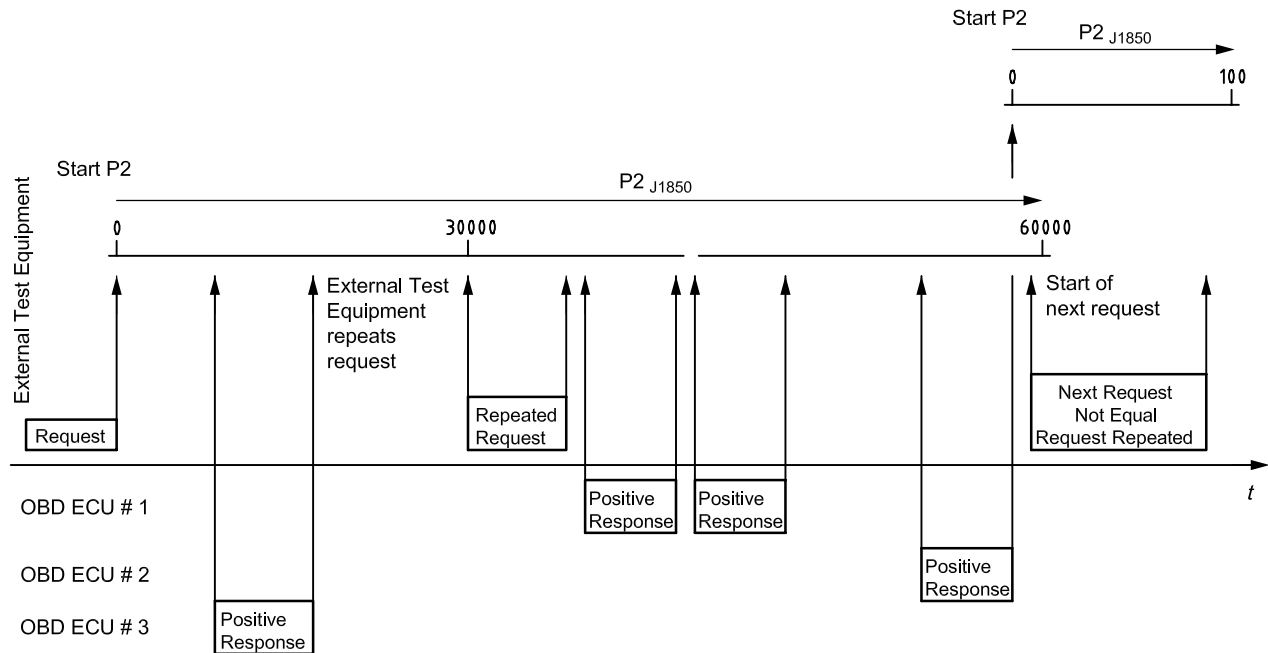 Start P2
P2 J1850
0
100
Start P2
P2 J1850
0
30000
60000
External Test Equipment
External Test
Equipment
repeats
request
Start of
next request
Request
Repeated
Request
Next Request
Not Equal
Request Repeated
t
OBD ECU # 1
Positive
Response
Positive
Response
OBD ECU # 2
Positive
Response
OBD ECU # 3
Positive
Response